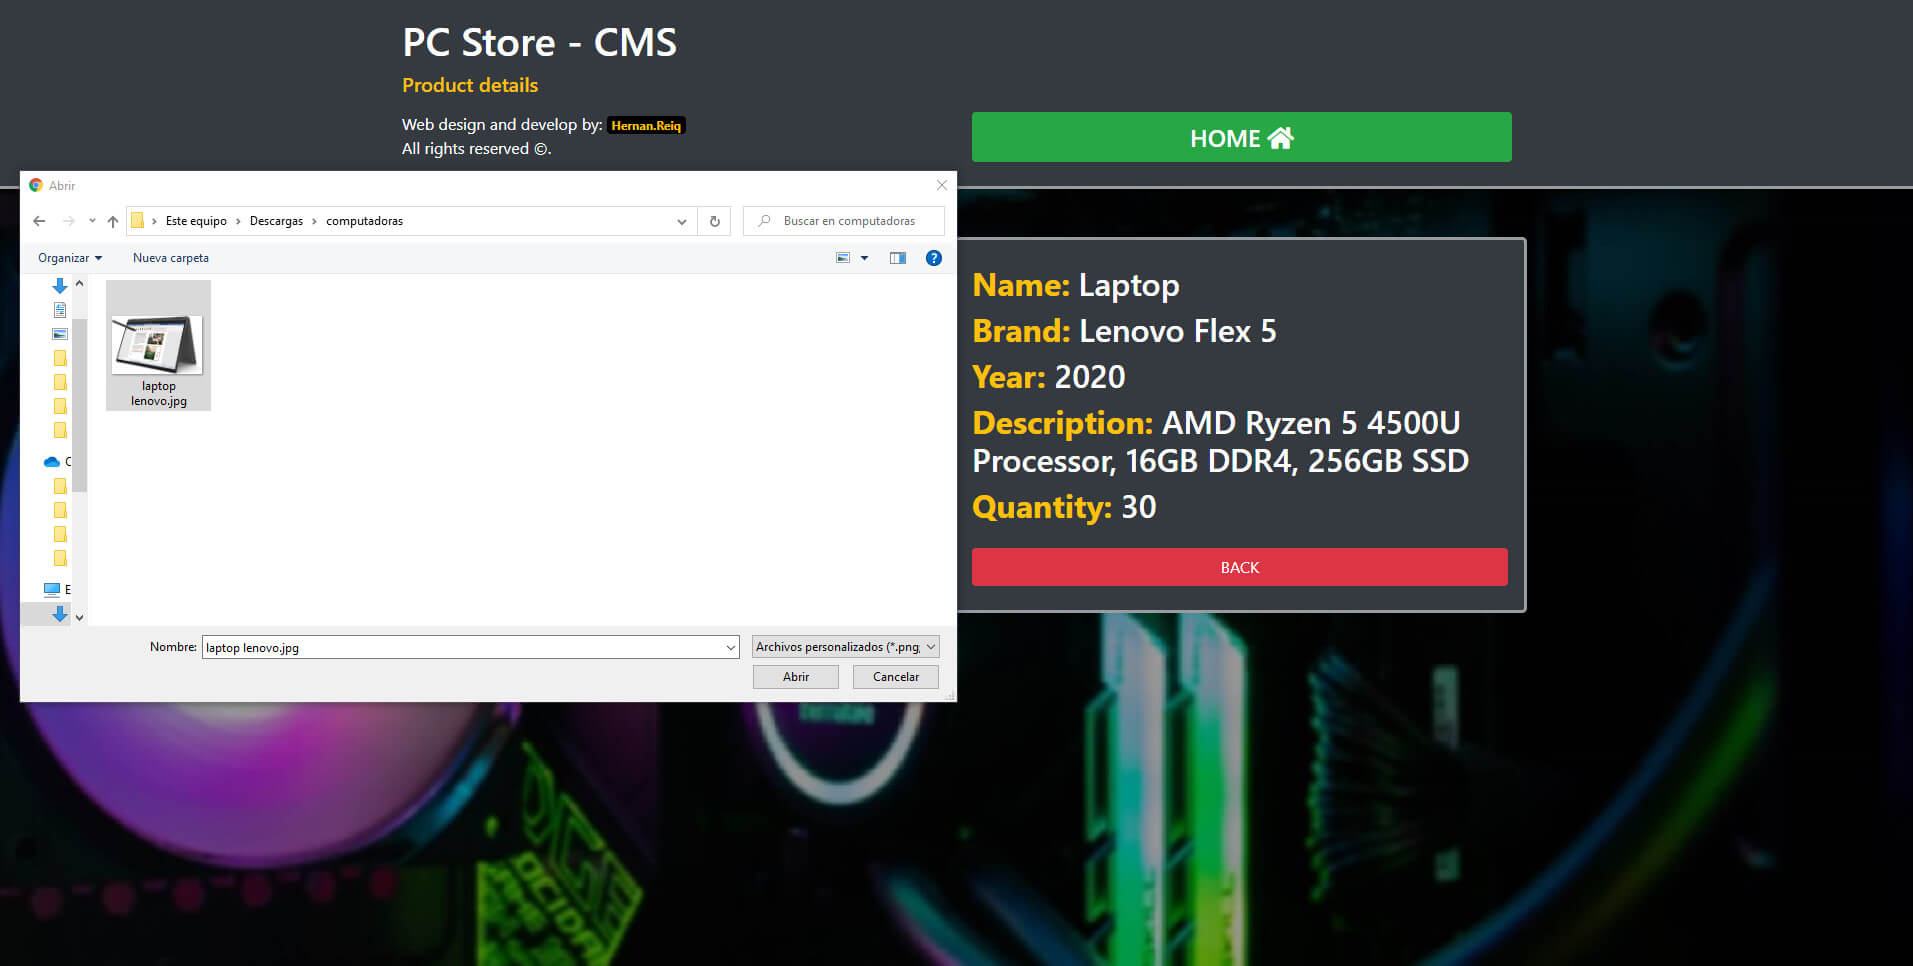 PC Store - CMS
Product details
Web design and develop by: Hernan.Reiq
All rights reserved ©.
HOME
Abrir
Este equipo > Descargas > computadoras
Buscar en computadoras
Organizar
Nueva carpeta
?
laptop
lenovo.jpg
C
E
Nombre: laptop lenovo.jpg
Archivos personalizados (*.png;
Abrir
Cancelar
Name: Laptop
Brand: Lenovo Flex 5
Year: 2020
Description: AMD Ryzen 5 4500U
Processor, 16GB DDR4, 256GB SSD
Quantity: 30
BACK